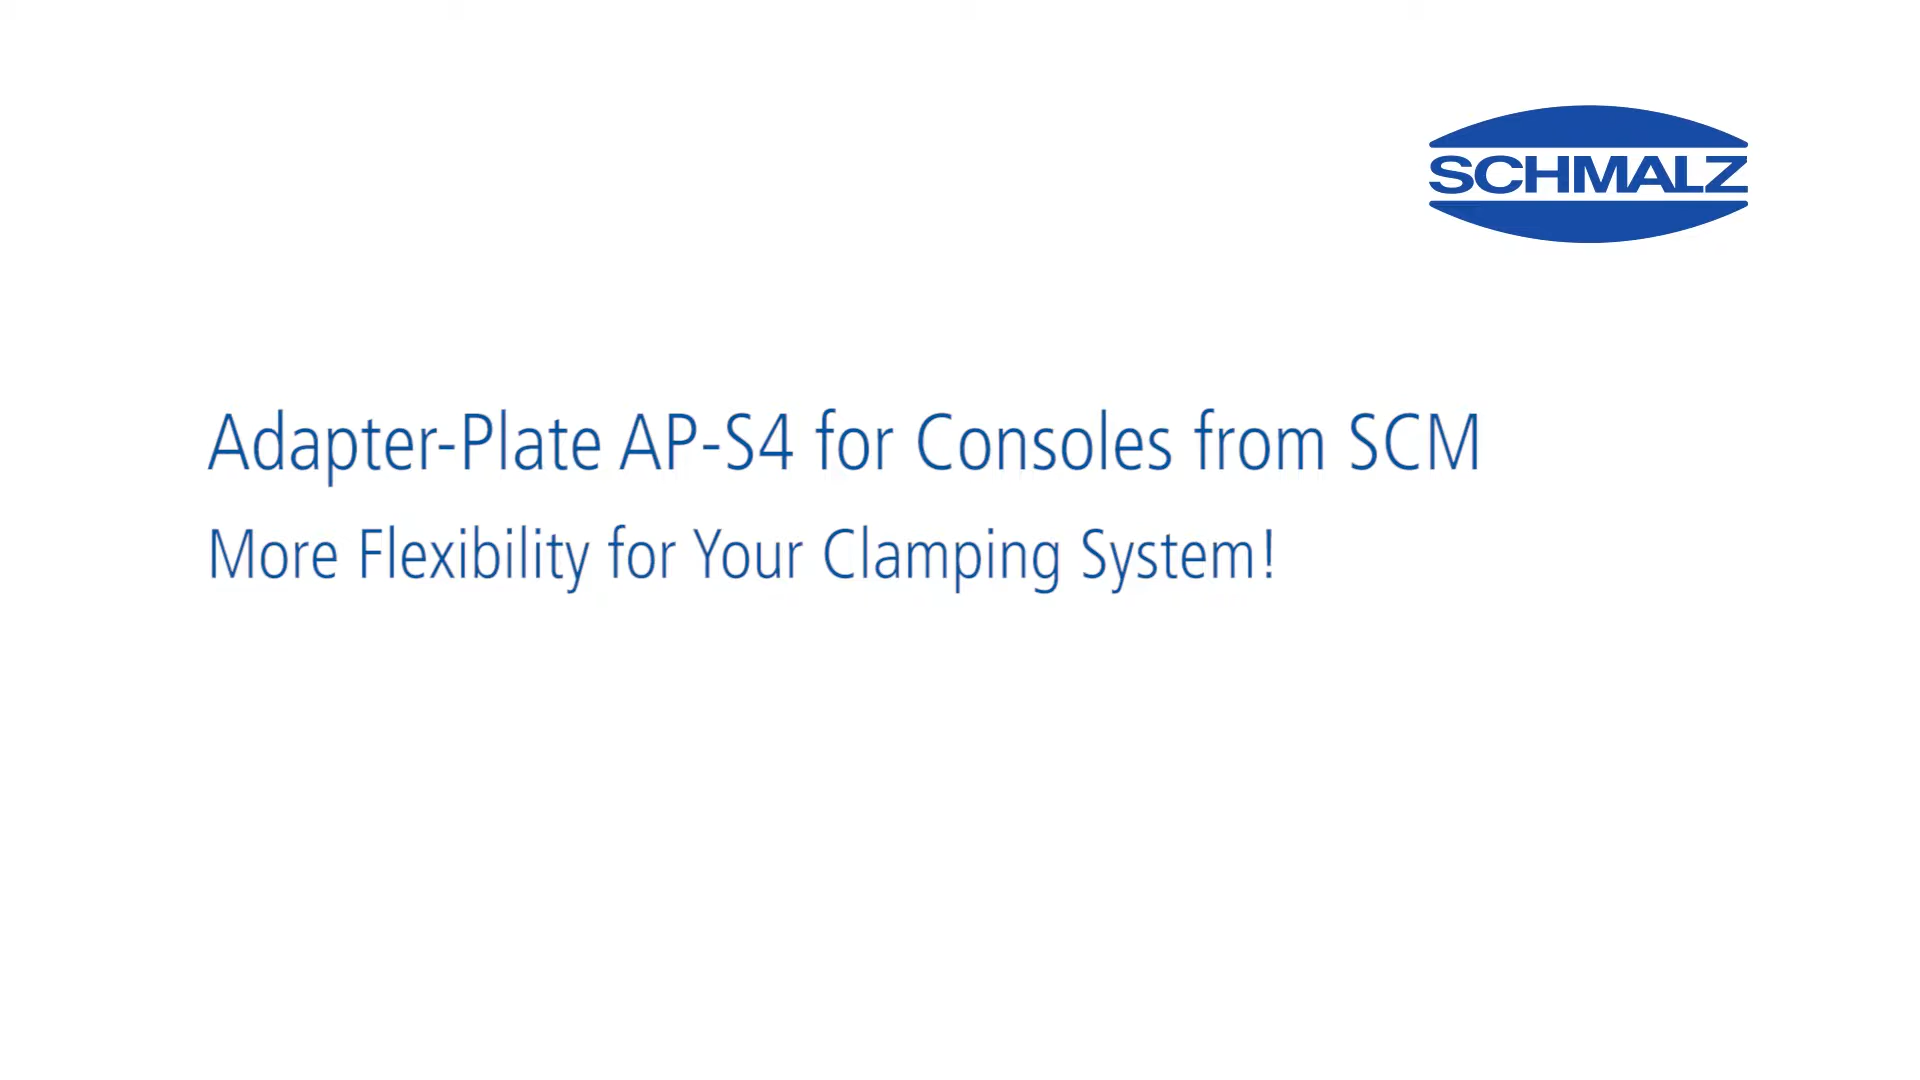 SCHMALZ
Adapter-Plate AP-S4 for Consoles from SCM
More Flexibility for Your Clamping System!